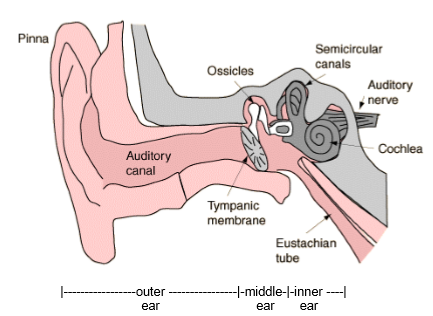 Pinna
Semicircular
canals
Ossicles
Auditory
nerve
Cochlea
Auditory
canal
Tympanic
membrane
Eustachian
tube
|-----------------outer -----------------|-middle-|-inner ----|
ear ear ear